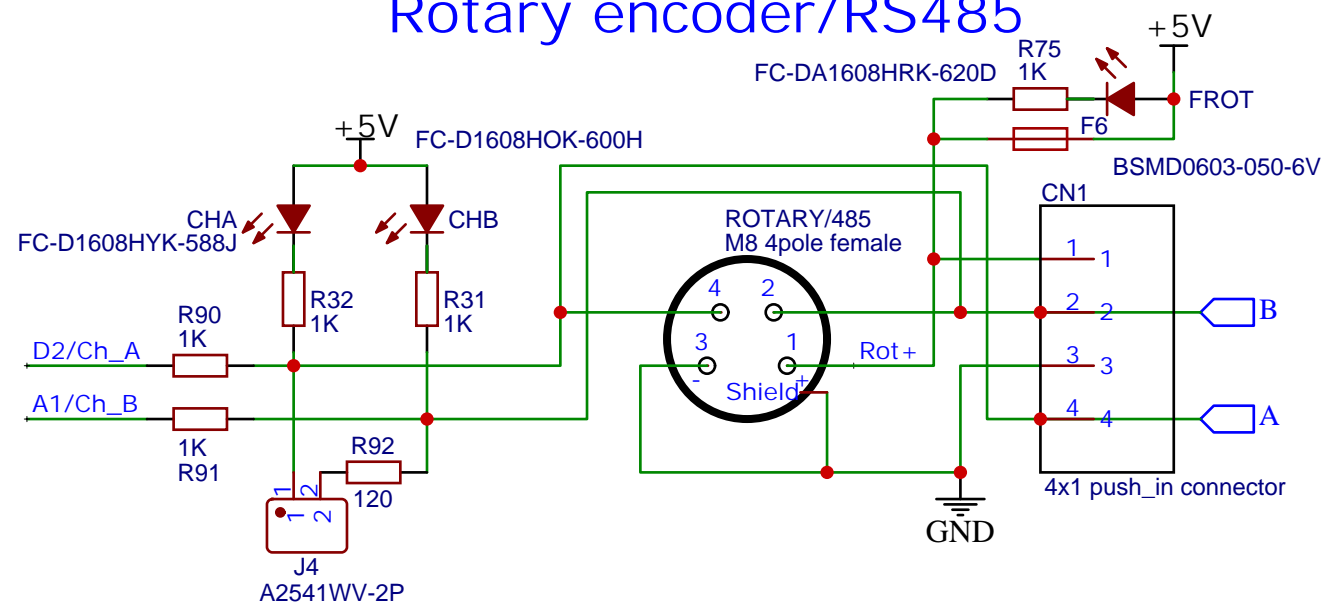 Rotary encoder/RS485
+5V
R75
1K
FC-DA1608HRK-620D
FROT
F6
BSMD0603-050-6V
+5V
FC-D1608HOK-600H
CHA
FC-D1608HYK-588J
CHB
R32
1K
R31
1K
R90
1K
D2/Ch_A
A1/Ch_B
1K
R91
R92
120
1
2
1
2
J4
A2541WV-2P
ROTARY/485
M8 4pole female
4
2
3
1
-
+
Shield
Rot+
GND
CN1
1
1
2
2
3
3
4
4
B
A
4x1 push_in connector